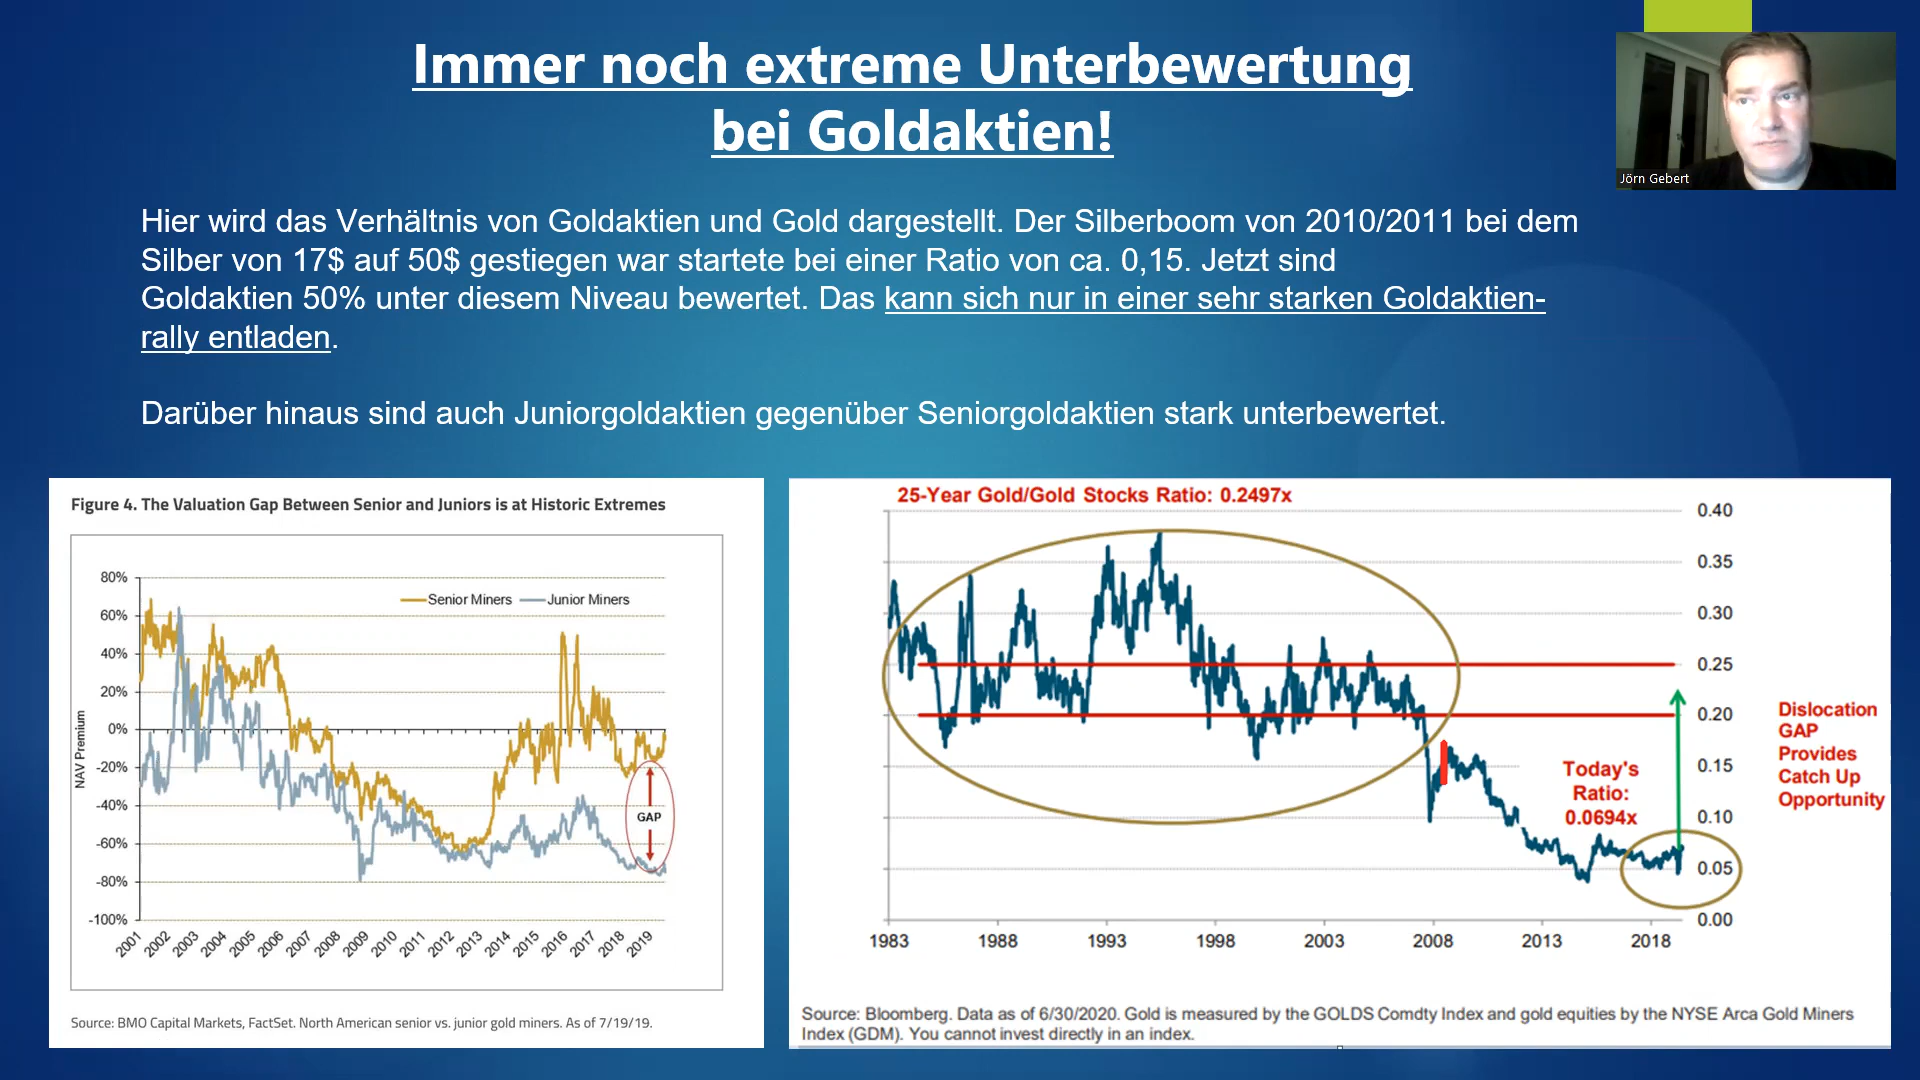 Immer noch extreme Unterbewertung
bei Goldaktien!
Jörn Gebert
Hier wird das Verhältnis von Goldaktien und Gold dargestellt. Der Silberboom von 2010/2011 bei dem
Silber von 17$ auf 50$ gestiegen war startete bei einer Ratio von ca. 0,15. Jetzt sind
Goldaktien 50% unter diesem Niveau bewertet. Das kann sich nur in einer sehr starken Goldaktien-
rally entladen.
Darüber hinaus sind auch Juniorgoldaktien gegenüber Seniorgoldaktien stark unterbewertet.
Figure 4. The Valuation Gap Between Senior and Juniors is at Historic Extremes
80%
60%
40%
20%
0%
-20%
-40%
-60%
-80%
-100%
NAV Premium
Senior Miners
Junior Miners
GAP
2001
2002
2003
2004
2005
2006
2007
2008
2009
2010
2011
2012
2013
2014
2015
2016
2017
2018
2019
Source: BMO Capital Markets, FactSet. North American senior vs. junior gold miners. As of 7/19/19.
25-Year Gold/Gold Stocks Ratio: 0.2497x
0.40
0.35
0.30
0.25
0.20
0.15
0.10
0.05
0.00
Today's
Ratio:
0.0694x
Dislocation
GAP
Provides
Catch Up
Opportunity
1983
1988
1993
1998
2003
2008
2013
2018
Source: Bloomberg. Data as of 6/30/2020. Gold is measured by the GOLDS Comdty Index and gold equities by the NYSE Arca Gold Miners
Index (GDM). You cannot invest directly in an index.